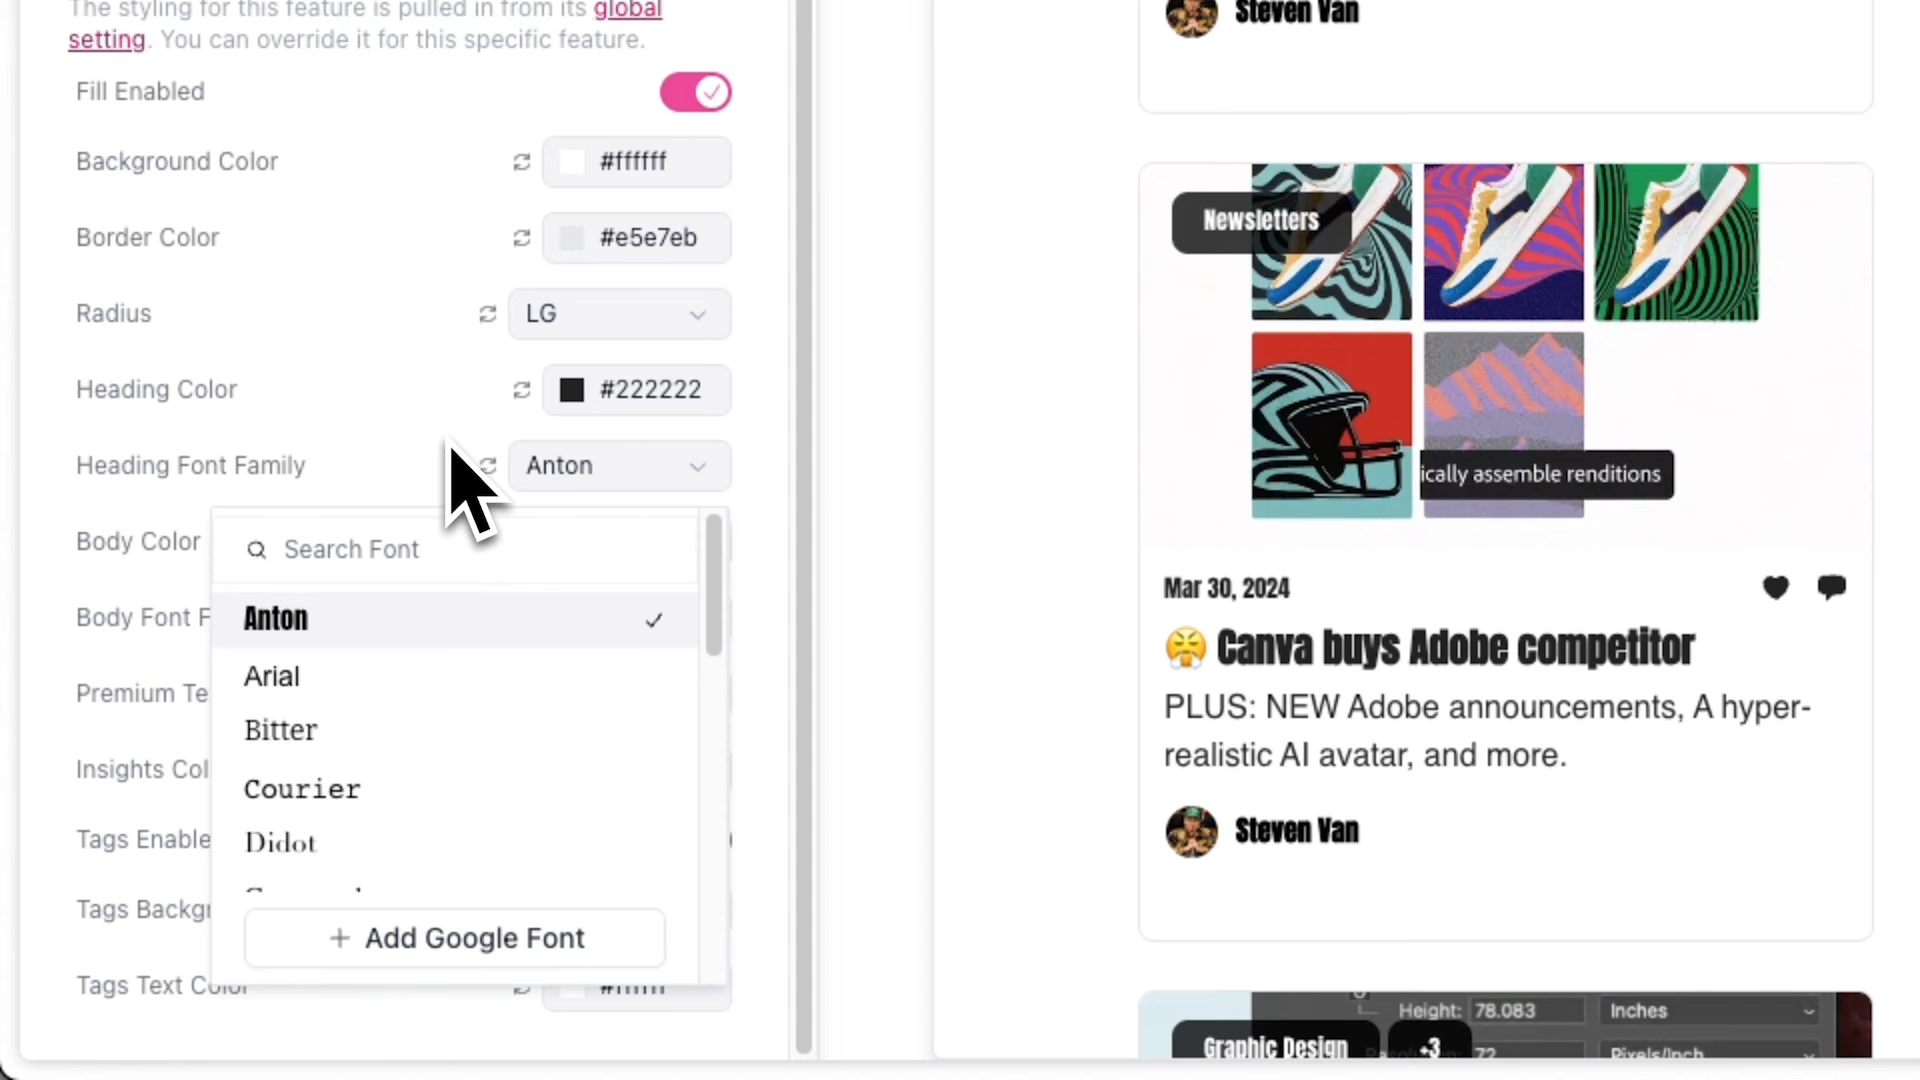 The styling for this feature is pulled in from its global
setting. You can override it for this specific feature.
Fill Enabled
Background Color
#ffffff
Border Color
#e5e7eb
Radius
LG
Heading Color
#222222
Heading Font Family
Anton
Body Color
Search Font
Anton
Body Font F
Arial
Premium Te
Bitter
Insights Col
Courier
Tags Enable
Didot
Tags Backgr
+ Add Google Font
Tags Text Color
#ffffff
Steven Van
Newsletters
ically assemble renditions
Mar 30, 2024
😤 Canva buys Adobe competitor
PLUS: NEW Adobe announcements, A hyper-
realistic AI avatar, and more.
Steven Van
Height: 78.083 Inches
Graphic Design
+3
72 Pixels/Inch